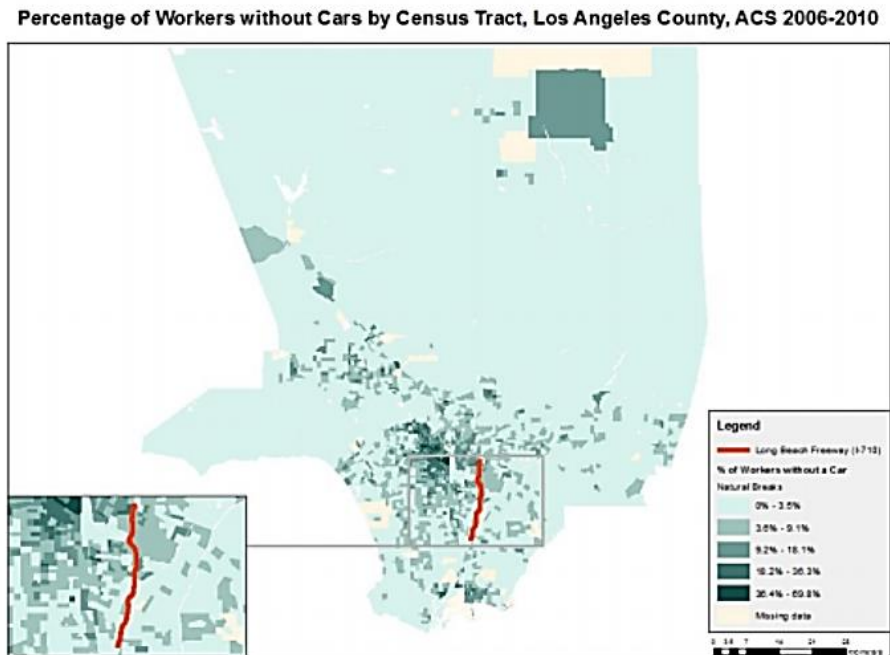 Percentage of Workers without Cars by Census Tract, Los Angeles County, ACS 2006-2010
Legend
Long Beach Freeway (I-710)
% of Workers without a Car
Natural Breaks
0% - 3.5%
3.6% - 9.1%
9.2% - 18.1%
18.2% - 36.3%
36.4% - 69.8%
Missing data